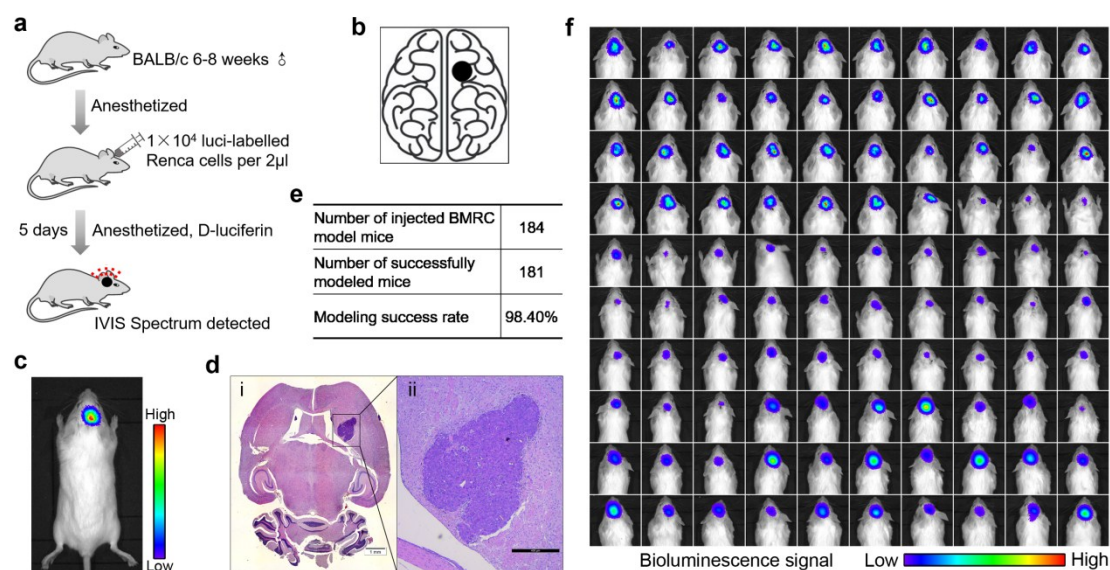 a
BALB/c 6-8 weeks ♂
Anesthetized
1×10⁴ luci-labelled
Renca cells per 2μl
5 days
Anesthetized, D-luciferin
IVIS Spectrum detected
b
c
High
Low
d
i
ii
1 mm
e
Number of injected BMRC
model mice
184
Number of successfully
modeled mice
181
Modeling success rate
98.40%
f
Bioluminescence signal
Low
High